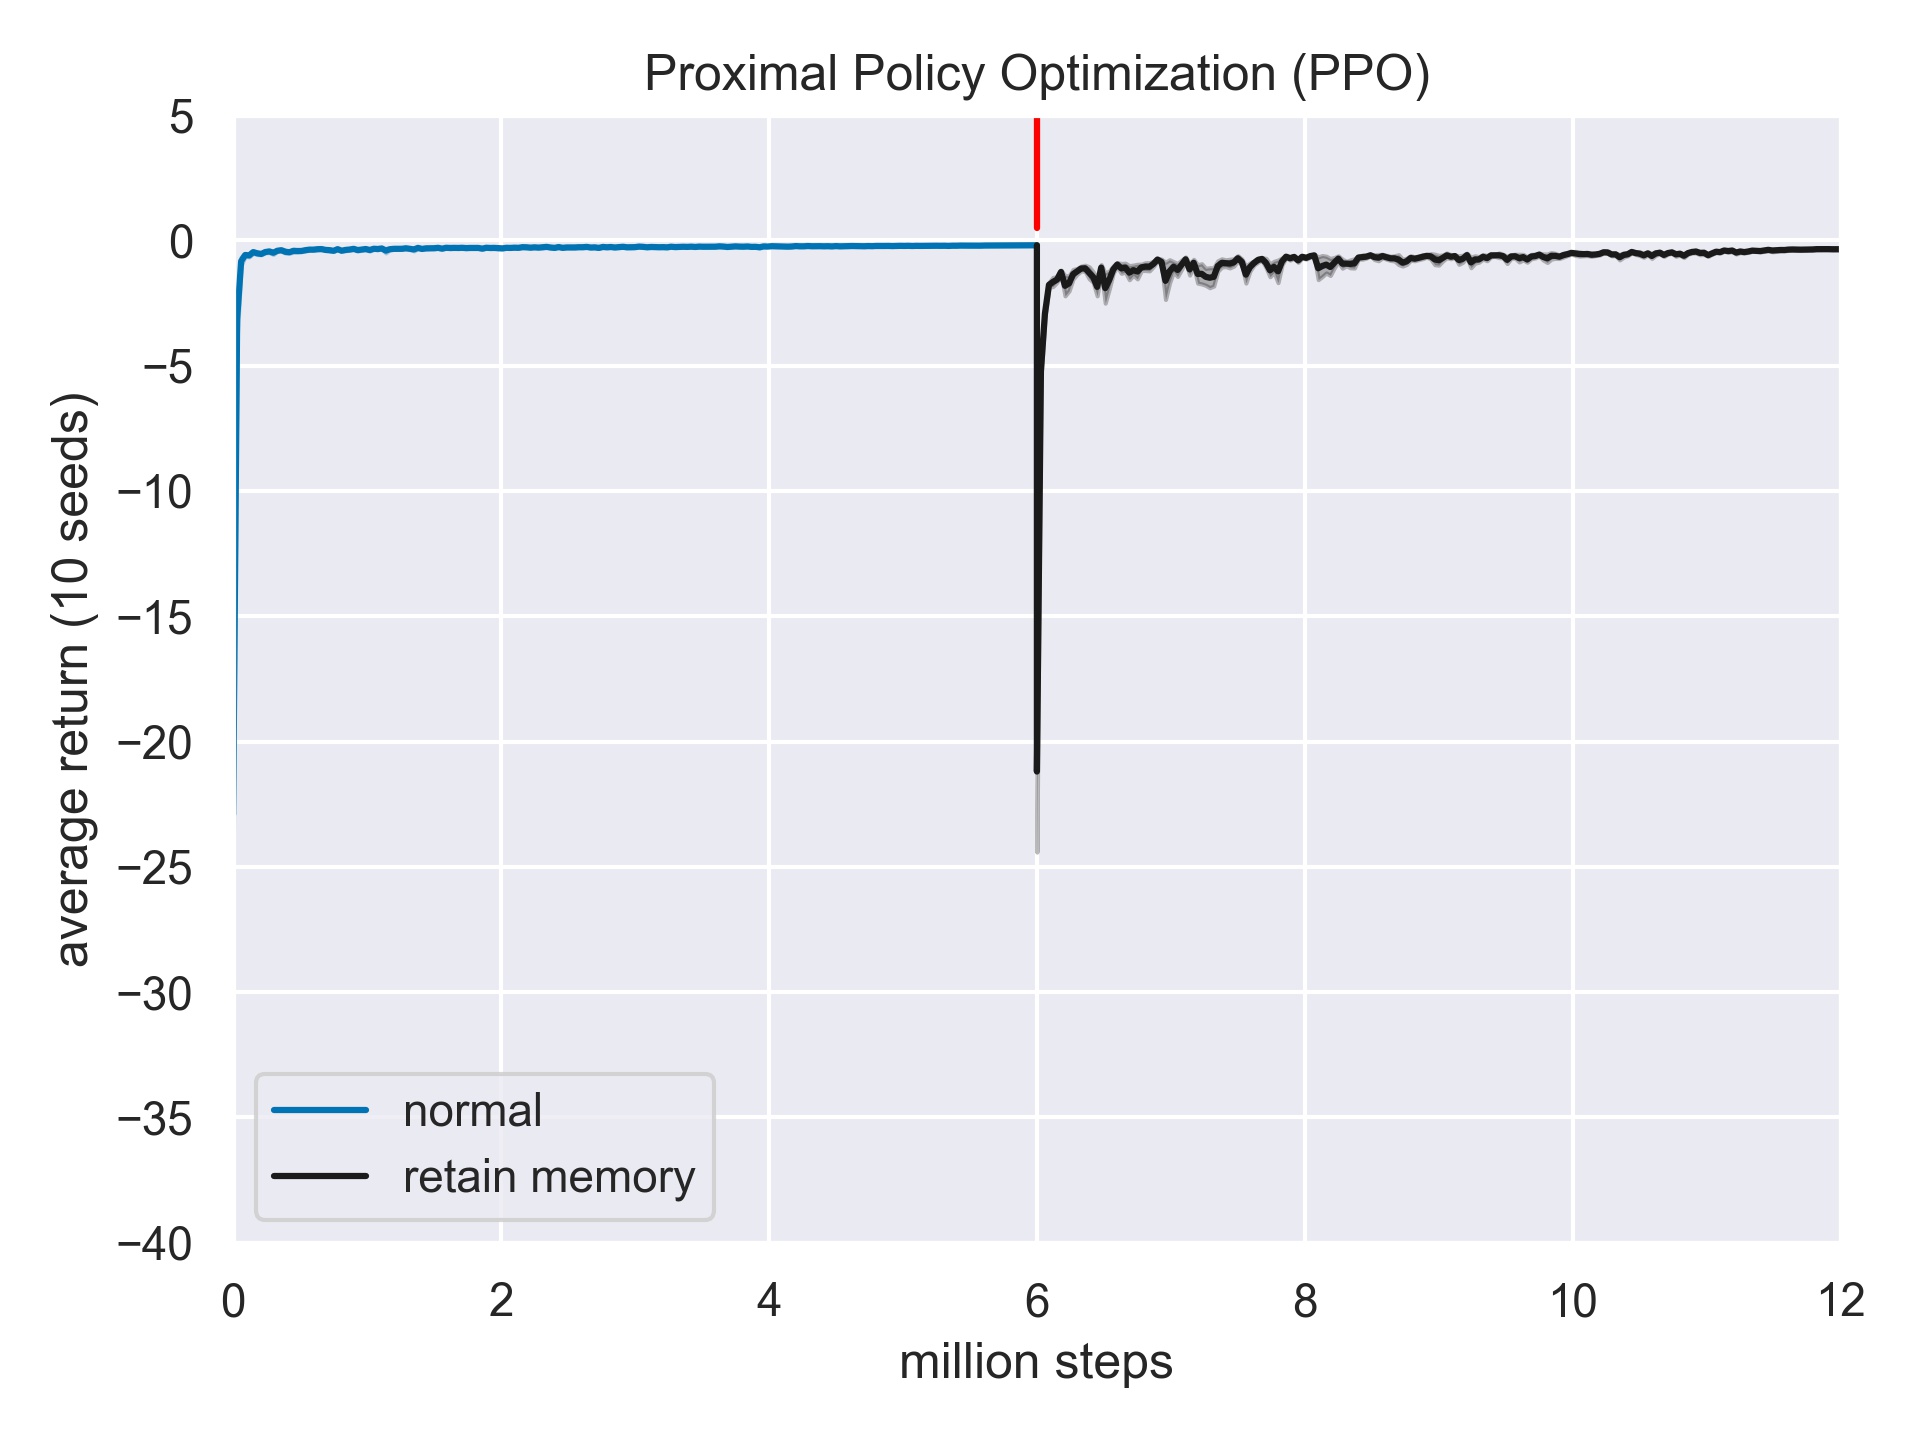 Proximal Policy Optimization (PPO)
5
0
−5
−10
−15
−20
−25
−30
−35
−40
average return (10 seeds)
normal
retain memory
0 2 4 6 8 10 12
million steps